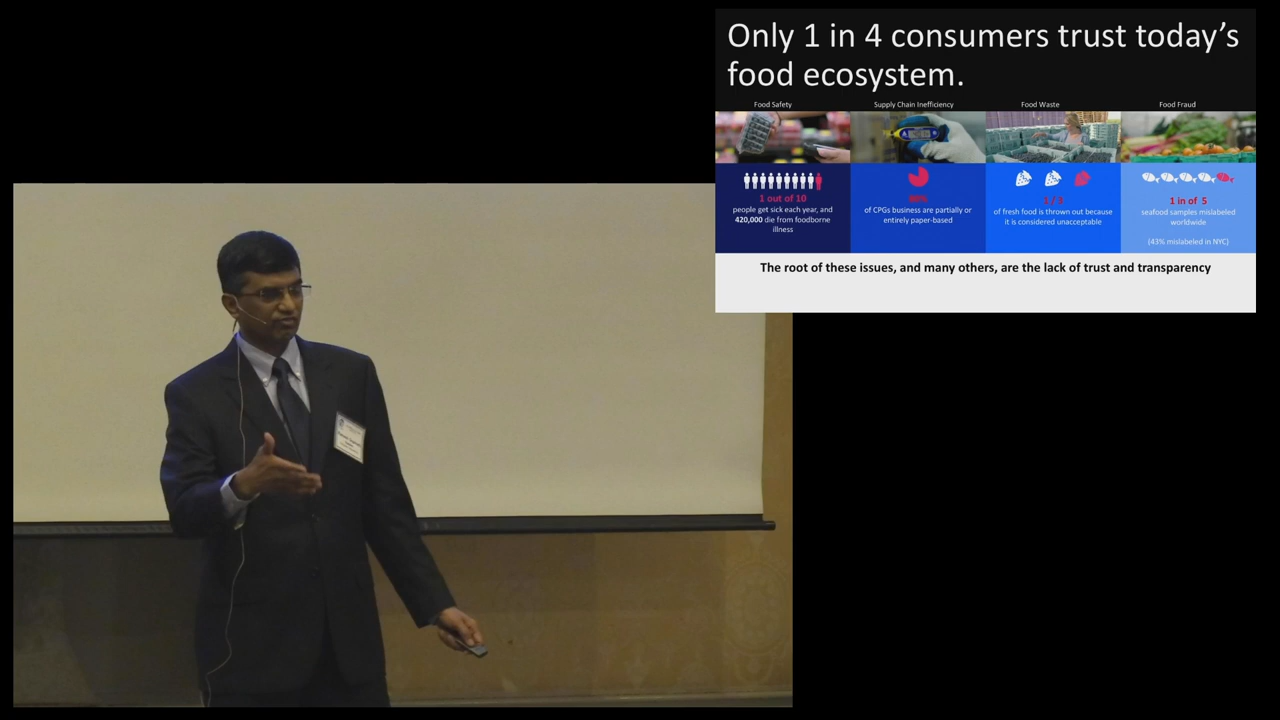 Only 1 in 4 consumers trust today's
food ecosystem.
Food Safety
Supply Chain Inefficiency
Food Waste
Food Fraud
1 out of 10
people get sick each year, and
420,000 die from foodborne
illness
of CPGs business are partially or
entirely paper-based
1 / 3
of fresh food is thrown out because
it is considered unacceptable
1 in of 5
seafood samples mislabeled
worldwide
(43% mislabeled in NYC)
The root of these issues, and many others, are the lack of trust and transparency